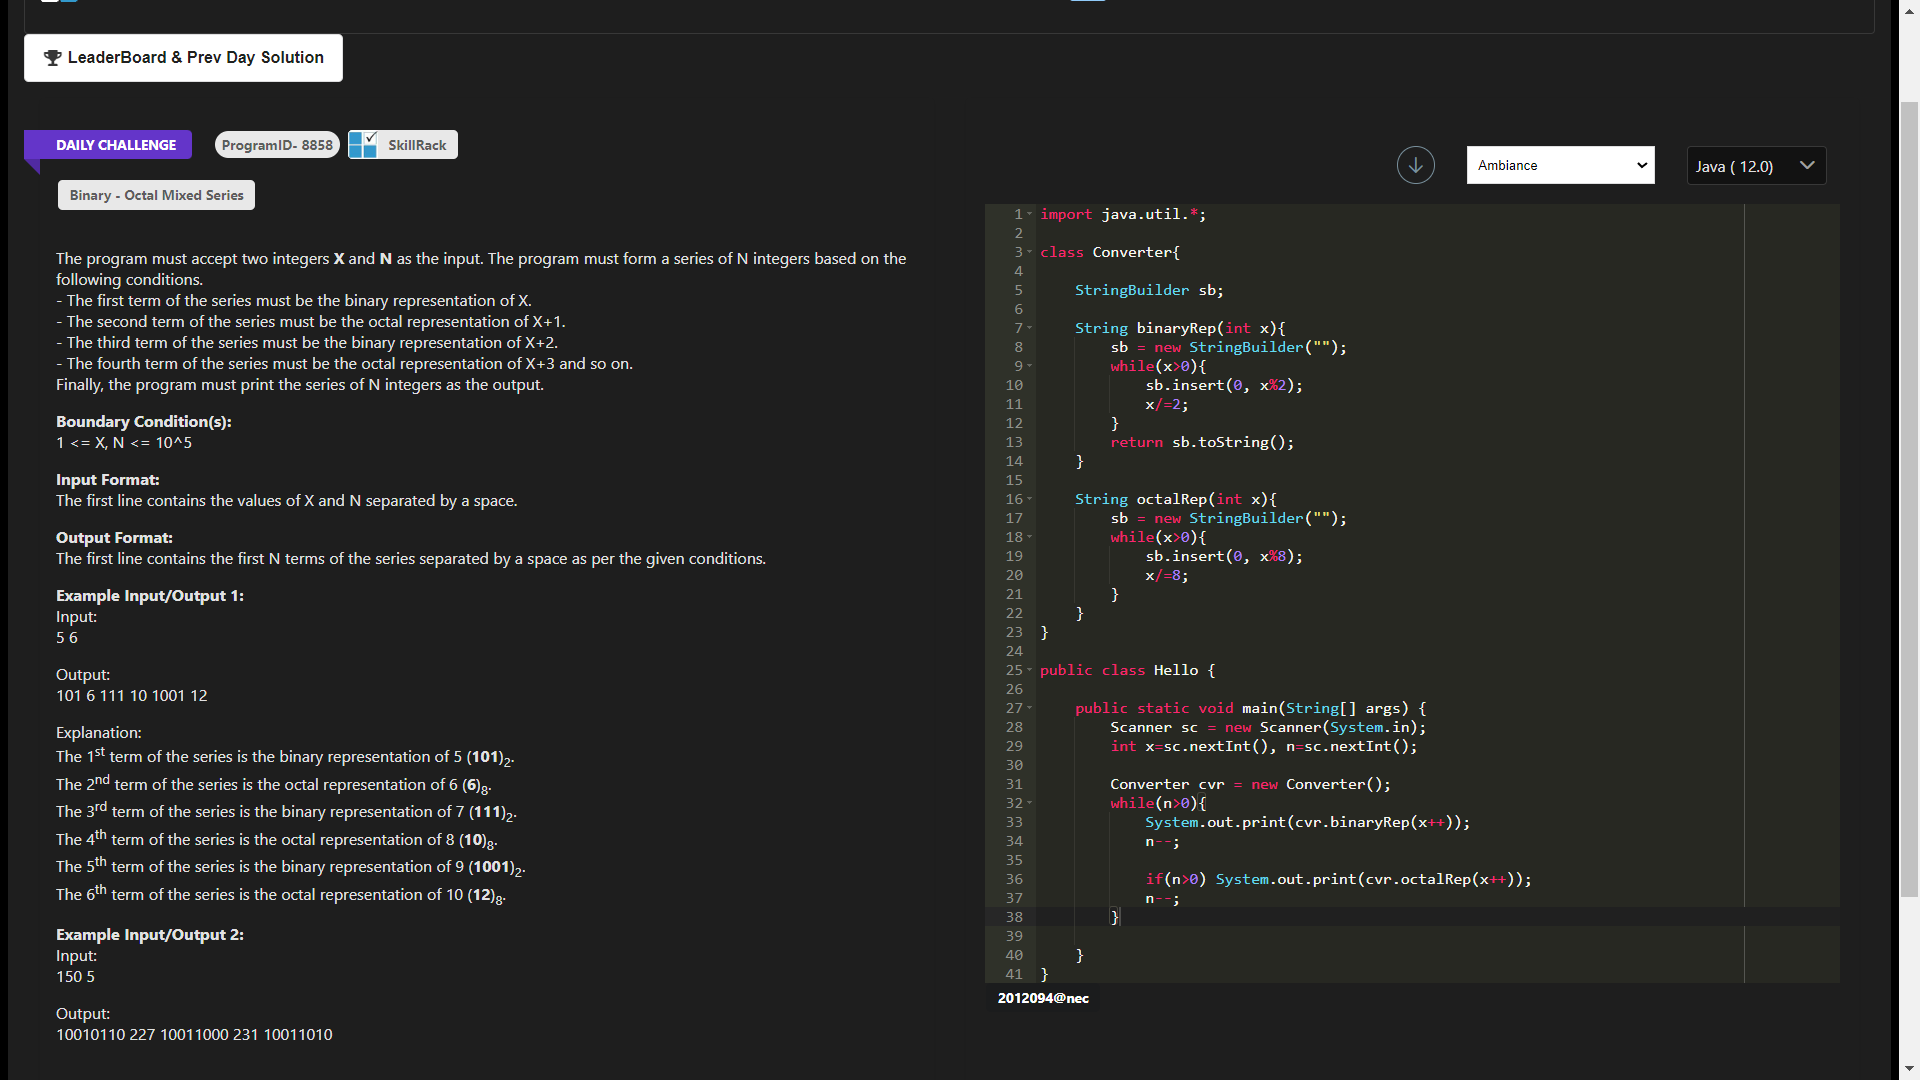 LeaderBoard & Prev Day Solution
DAILY CHALLENGE
ProgramID- 8858
SkillRack
Binary - Octal Mixed Series
The program must accept two integers X and N as the input. The program must form a series of N integers based on the
following conditions.
- The first term of the series must be the binary representation of X.
- The second term of the series must be the octal representation of X+1.
- The third term of the series must be the binary representation of X+2.
- The fourth term of the series must be the octal representation of X+3 and so on.
Finally, the program must print the series of N integers as the output.
Boundary Condition(s):
1 <= X, N <= 10^5
Input Format:
The first line contains the values of X and N separated by a space.
Output Format:
The first line contains the first N terms of the series separated by a space as per the given conditions.
Example Input/Output 1:
Input:
5 6
Output:
101 6 111 10 1001 12
Explanation:
The 1st term of the series is the binary representation of 5 (101)2.
The 2nd term of the series is the octal representation of 6 (6)8.
The 3rd term of the series is the binary representation of 7 (111)2.
The 4th term of the series is the octal representation of 8 (10)8.
The 5th term of the series is the binary representation of 9 (1001)2.
The 6th term of the series is the octal representation of 10 (12)8.
Example Input/Output 2:
Input:
150 5
Output:
10010110 227 10011000 231 10011010
Ambiance
Java ( 12.0)
1 import java.util.*;
2
3 class Converter{
4
5 StringBuilder sb;
6
7 String binaryRep(int x){
8 sb = new StringBuilder("");
9 while(x>0){
10 sb.insert(0, x%2);
11 x/=2;
12 }
13 return sb.toString();
14 }
15
16 String octalRep(int x){
17 sb = new StringBuilder("");
18 while(x>0){
19 sb.insert(0, x%8);
20 x/=8;
21 }
22 }
23 }
24
25 public class Hello {
26
27 public static void main(String[] args) {
28 Scanner sc = new Scanner(System.in);
29 int x=sc.nextInt(), n=sc.nextInt();
30
31 Converter cvr = new Converter();
32 while(n>0){
33 System.out.print(cvr.binaryRep(x++));
34 n--;
35
36 if(n>0) System.out.print(cvr.octalRep(x++));
37 n--;
38 }
39
40 }
41 }
2012094@nec